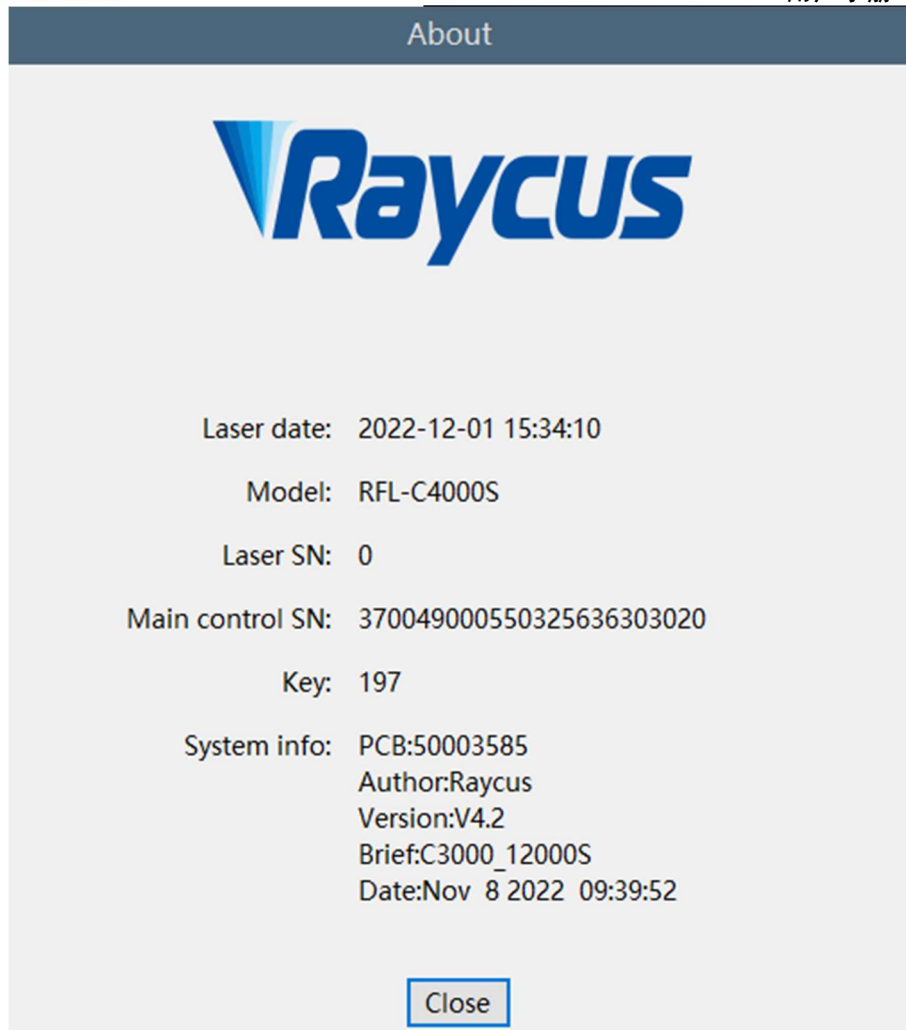 About
Raycus
Laser date: 2022-12-01 15:34:10
Model: RFL-C4000S
Laser SN: 0
Main control SN: 370049000550325636303020
Key: 197
System info: PCB:50003585
Author:Raycus
Version:V4.2
Brief:C3000_12000S
Date:Nov  8 2022  09:39:52
Close